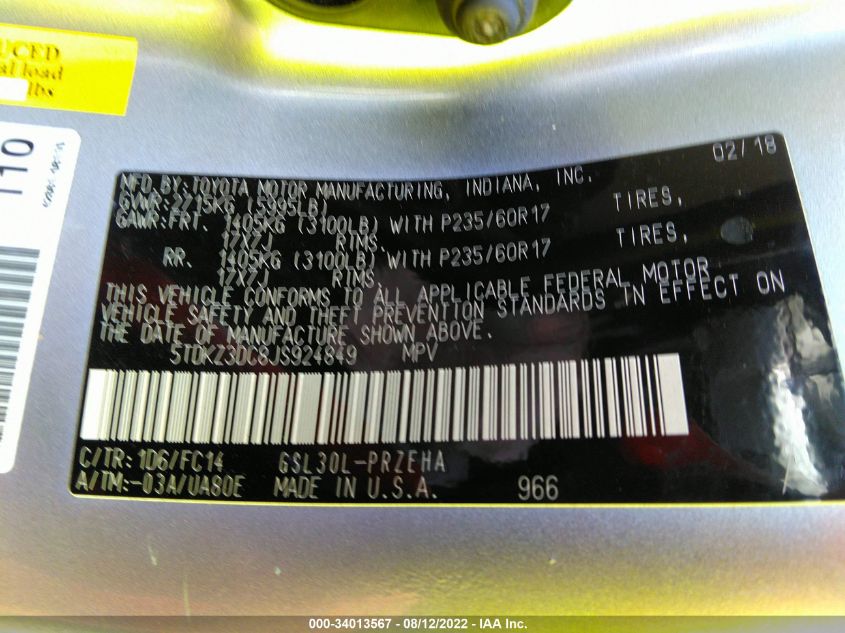 UCED
al load
lbs
110
02/18
MFD. BY: TOYOTA MOTOR MANUFACTURING, INDIANA, INC.
GVWR: 2715KG (5995LB)
GAWR: FRT. 1405KG (3100LB) WITH P235/60R17 TIRES,
17X7J RIMS.
RR. 1405KG (3100LB) WITH P235/60R17 TIRES,
17X7J RIMS.
THIS VEHICLE CONFORMS TO ALL APPLICABLE FEDERAL MOTOR
VEHICLE SAFETY AND THEFT PREVENTION STANDARDS IN EFFECT ON
THE DATE OF MANUFACTURE SHOWN ABOVE.
5TDKZ3DC8JS924849 MPV
C/TR: 1D6/FC14 GSL30L-PRZEHA
A/TM: -03A/UA80E MADE IN U.S.A. 966
000-34013567 - 08/12/2022 - IAA Inc.